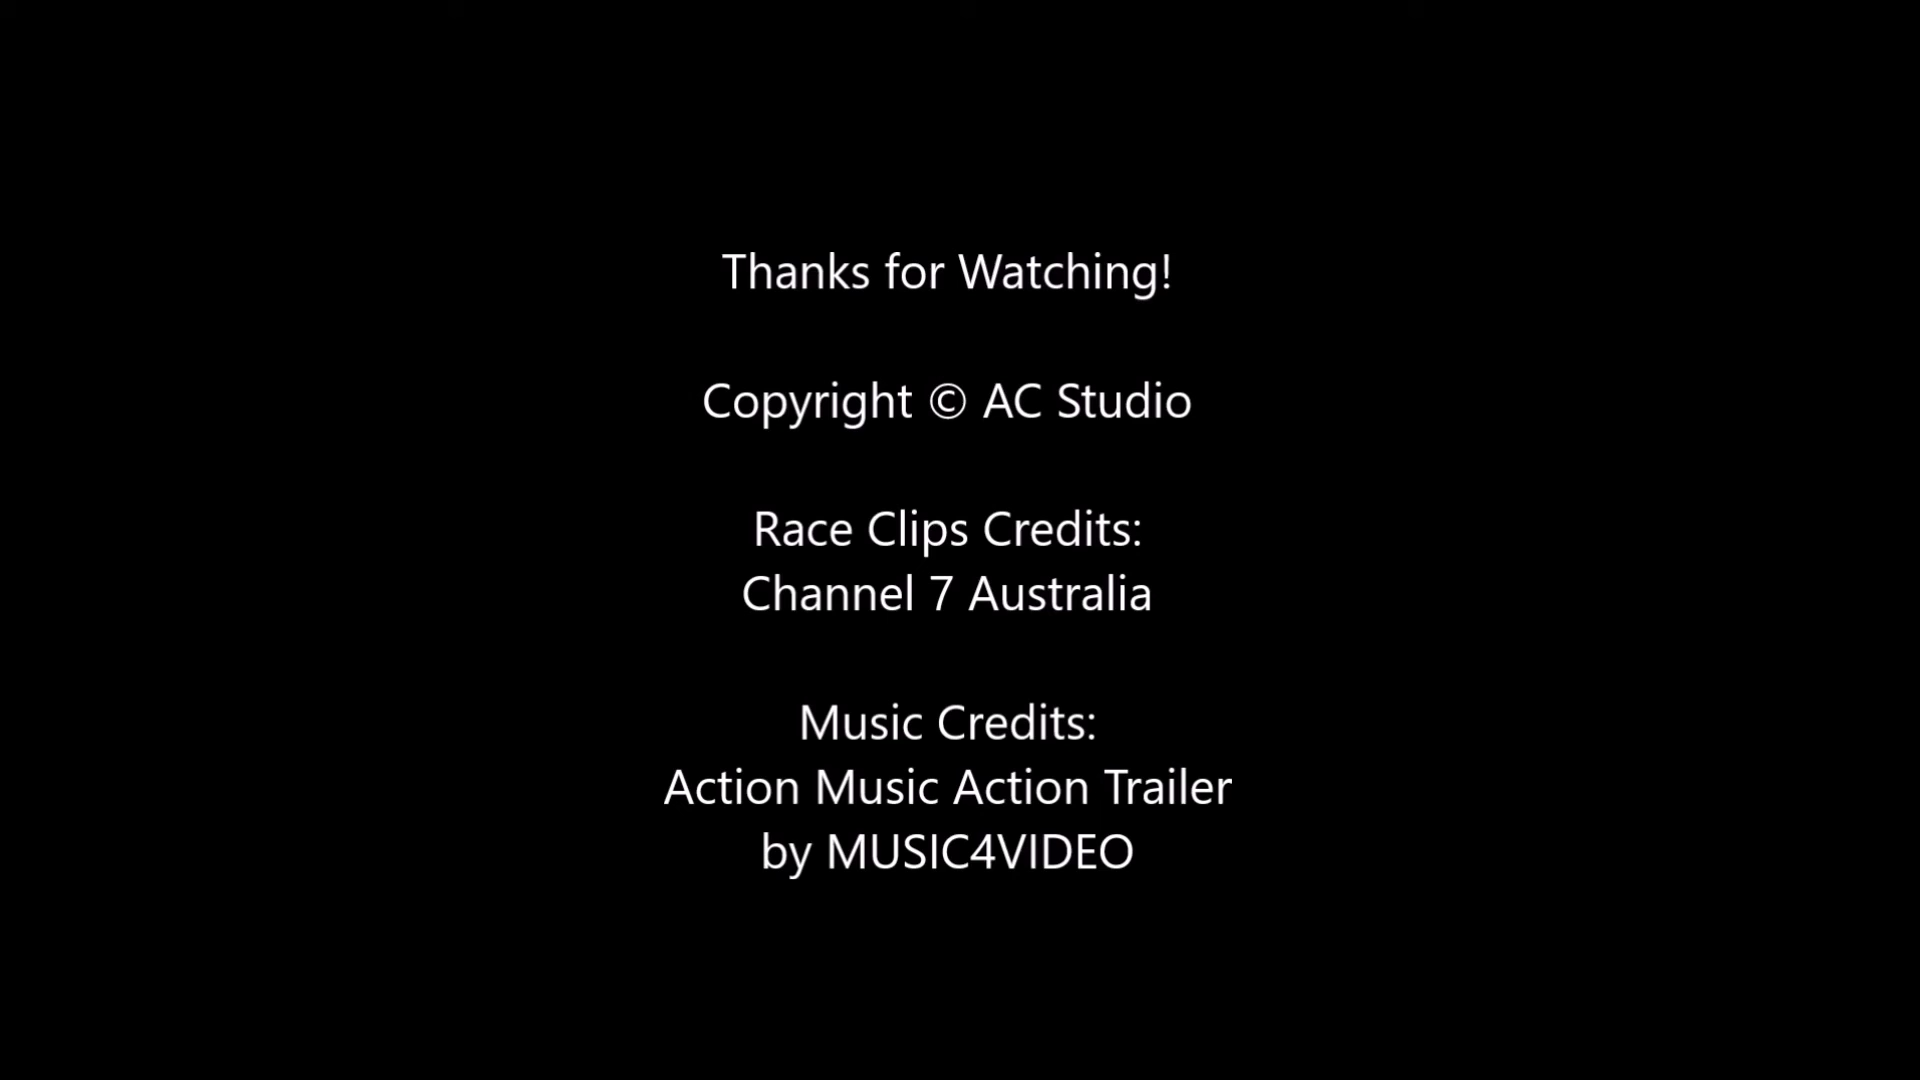 Thanks for Watching!
Copyright © AC Studio
Race Clips Credits:
Channel 7 Australia
Music Credits:
Action Music Action Trailer
by MUSIC4VIDEO